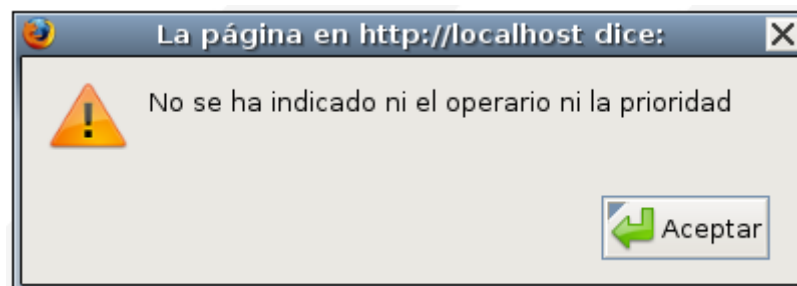 La página en http://localhost dice:
No se ha indicado ni el operario ni la prioridad
Aceptar